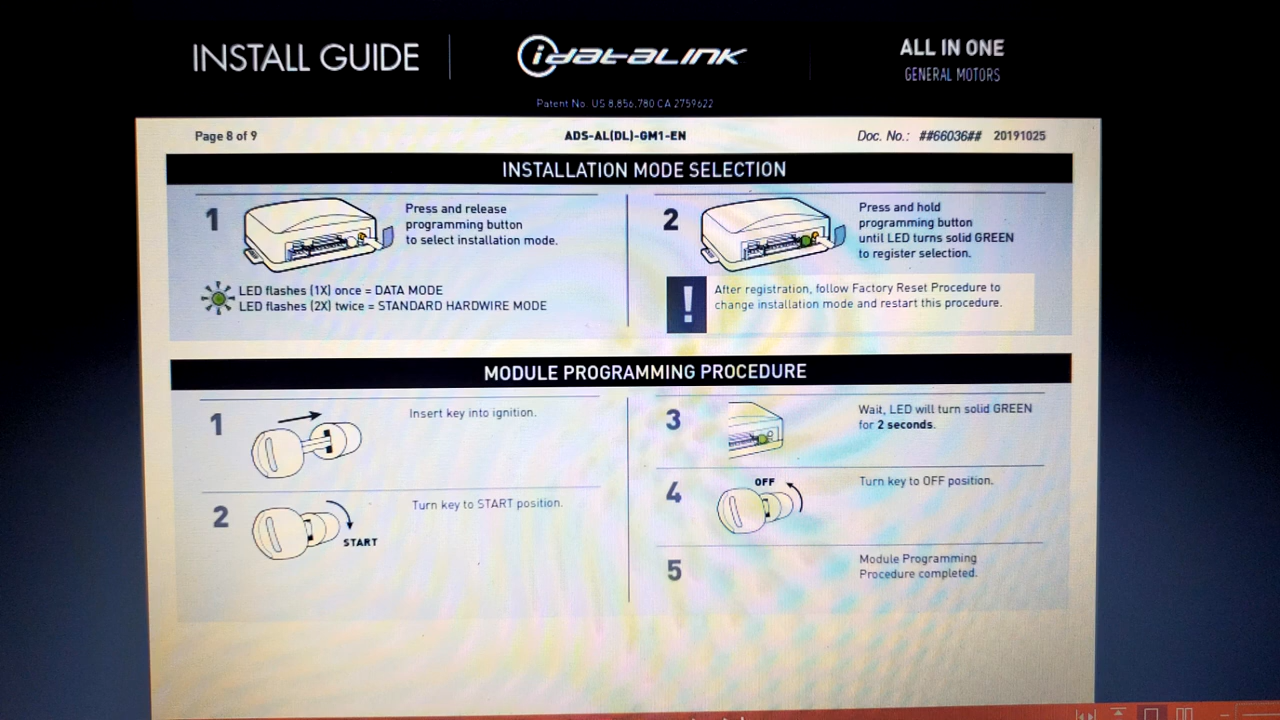 INSTALL GUIDE
idatalink
ALL IN ONE
GENERAL MOTORS
Patent No. US 8,856,780 CA 2759622
Page 8 of 9
ADS-AL(DL)-GM1-EN
Doc. No.: ##66036## 20191025
INSTALLATION MODE SELECTION
1
Press and release
programming button
to select installation mode.
LED flashes (1X) once = DATA MODE
LED flashes (2X) twice = STANDARD HARDWIRE MODE
2
Press and hold
programming button
until LED turns solid GREEN
to register selection.
!
After registration, follow Factory Reset Procedure to
change installation mode and restart this procedure.
MODULE PROGRAMMING PROCEDURE
1
Insert key into ignition.
2
START
Turn key to START position.
3
Wait, LED will turn solid GREEN
for 2 seconds.
4
OFF
Turn key to OFF position.
5
Module Programming
Procedure completed.